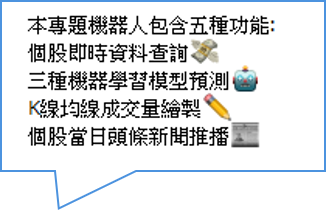 本專題機器人包含五種功能:
個股即時資料查詢💸
三種機器學習模型預測🤖
K線均線成交量繪製✏️
個股當日頭條新聞推播📰